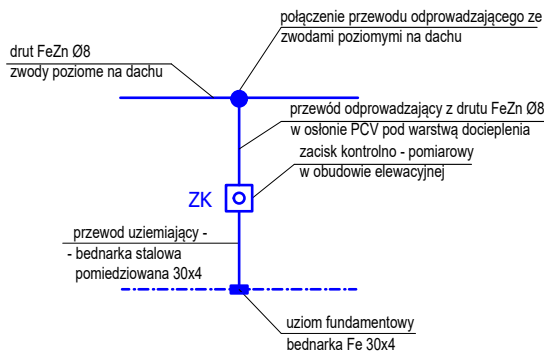 połączenie przewodu odprowadzającego ze
zwodami poziomymi na dachu
drut FeZn Ø8
zwody poziome na dachu
przewód odprowadzający z drutu FeZn Ø8
w osłonie PCV pod warstwą docieplenia
zacisk kontrolno - pomiarowy
w obudowie elewacyjnej
ZK
przewod uziemiający -
- bednarka stalowa
pomiedziowana 30x4
uziom fundamentowy
bednarka Fe 30x4